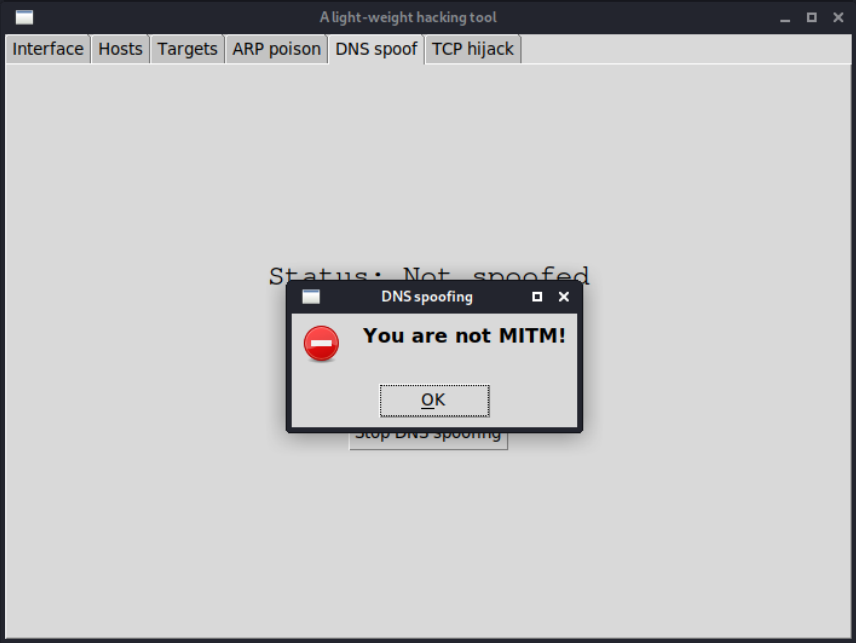 A light-weight hacking tool
Interface Hosts Targets ARP poison DNS spoof TCP hijack
Status: Not spoofed
DNS spoofing
You are not MITM!
OK
Stop DNS spoofing